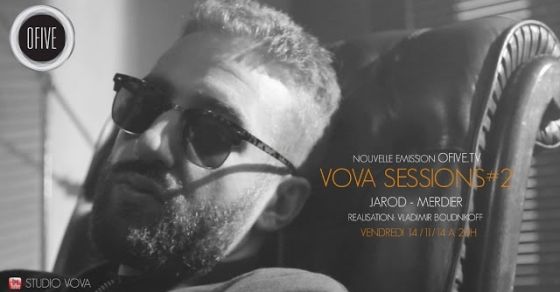 OFIVE
NOUVELLE EMISSION OFIVE.TV
VOVA SESSIONS#2
JAROD - MERDIER
REALISATION: VLADIMIR BOUDNIKOFF
VENDREDI 14/11/14 A 20H
STUDIO VOVA